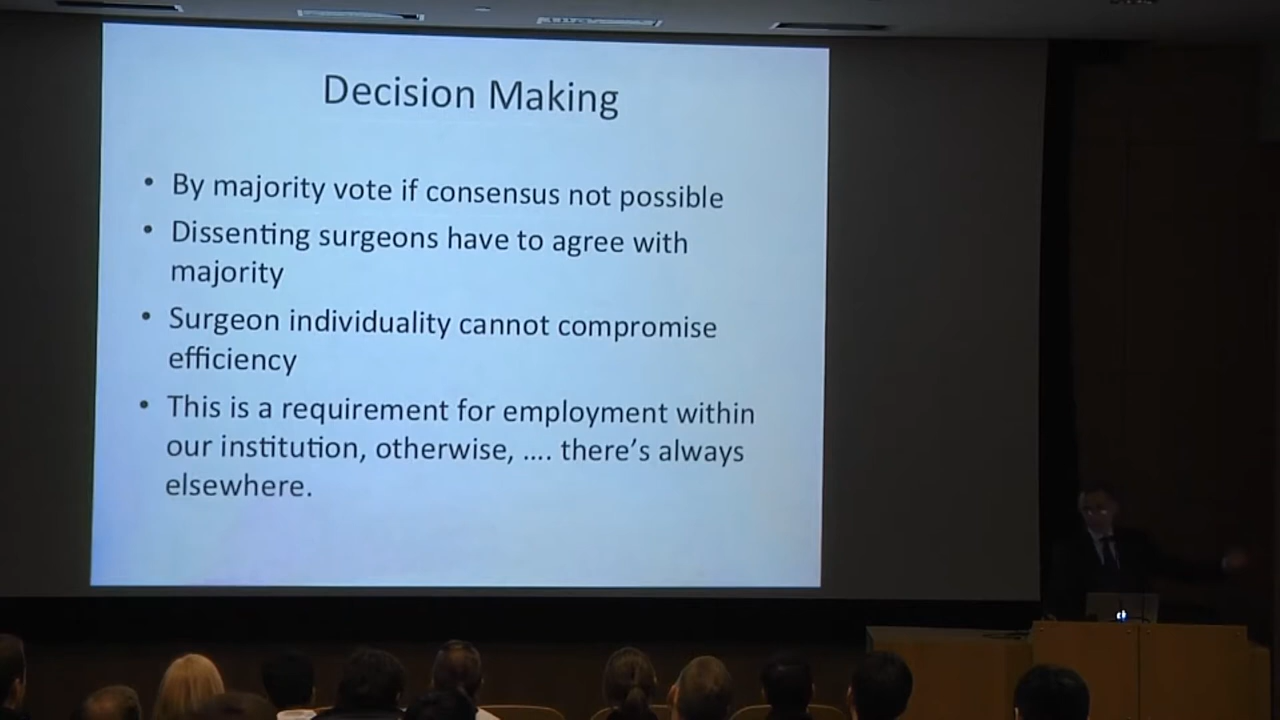 Decision Making
• By majority vote if consensus not possible
• Dissenting surgeons have to agree with
majority
• Surgeon individuality cannot compromise
efficiency
• This is a requirement for employment within
our institution, otherwise, .... there's always
elsewhere.